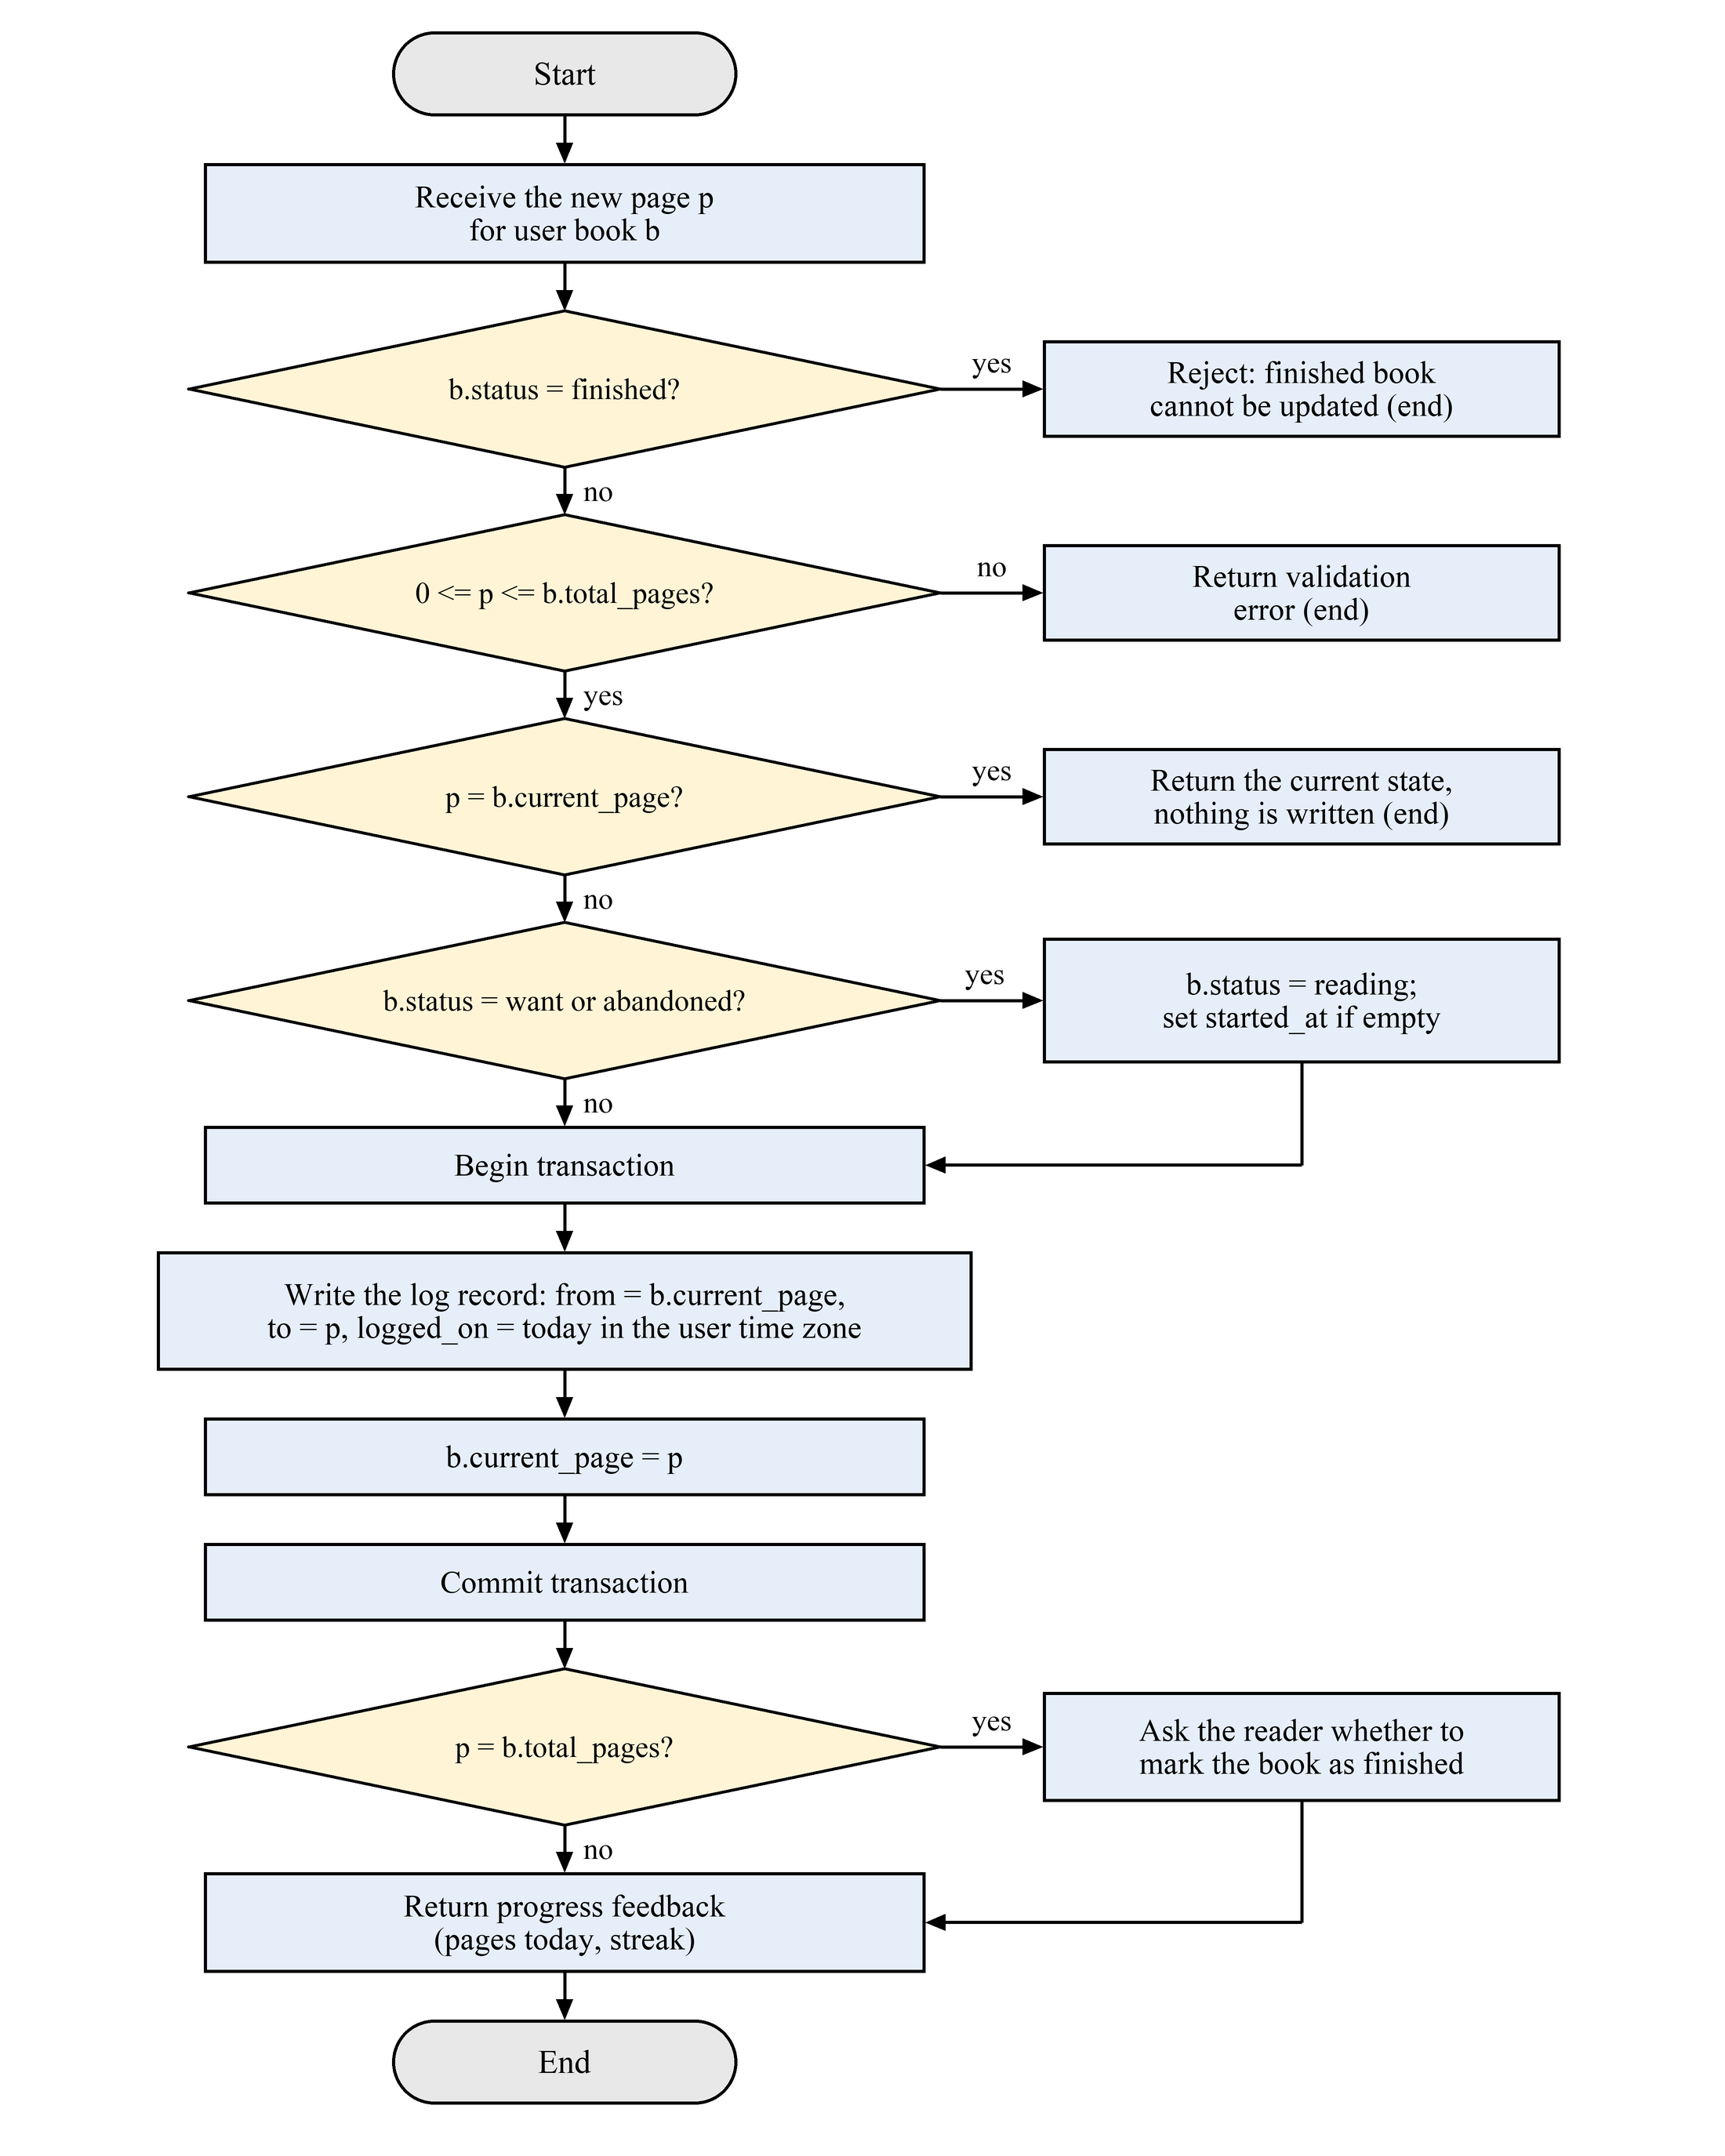 Start
Receive the new page p
for user book b
b.status = finished?
yes
Reject: finished book
cannot be updated (end)
no
0 <= p <= b.total_pages?
no
Return validation
error (end)
yes
p = b.current_page?
yes
Return the current state,
nothing is written (end)
no
b.status = want or abandoned?
yes
b.status = reading;
set started_at if empty
no
Begin transaction
Write the log record: from = b.current_page,
to = p, logged_on = today in the user time zone
b.current_page = p
Commit transaction
p = b.total_pages?
yes
Ask the reader whether to
mark the book as finished
no
Return progress feedback
(pages today, streak)
End